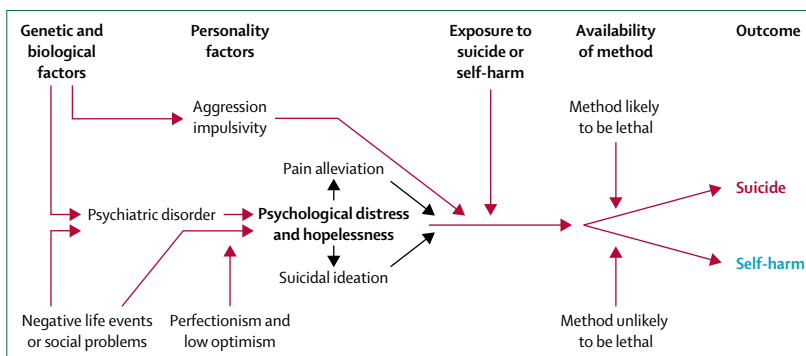 Genetic and
biological
factors
Personality
factors
Exposure to
suicide or
self-harm
Availability
of method
Outcome
Aggression
impulsivity
Method likely
to be lethal
Pain alleviation
Suicide
Psychiatric disorder
Psychological distress
and hopelessness
Self-harm
Suicidal ideation
Negative life events
or social problems
Perfectionism and
low optimism
Method unlikely
to be lethal